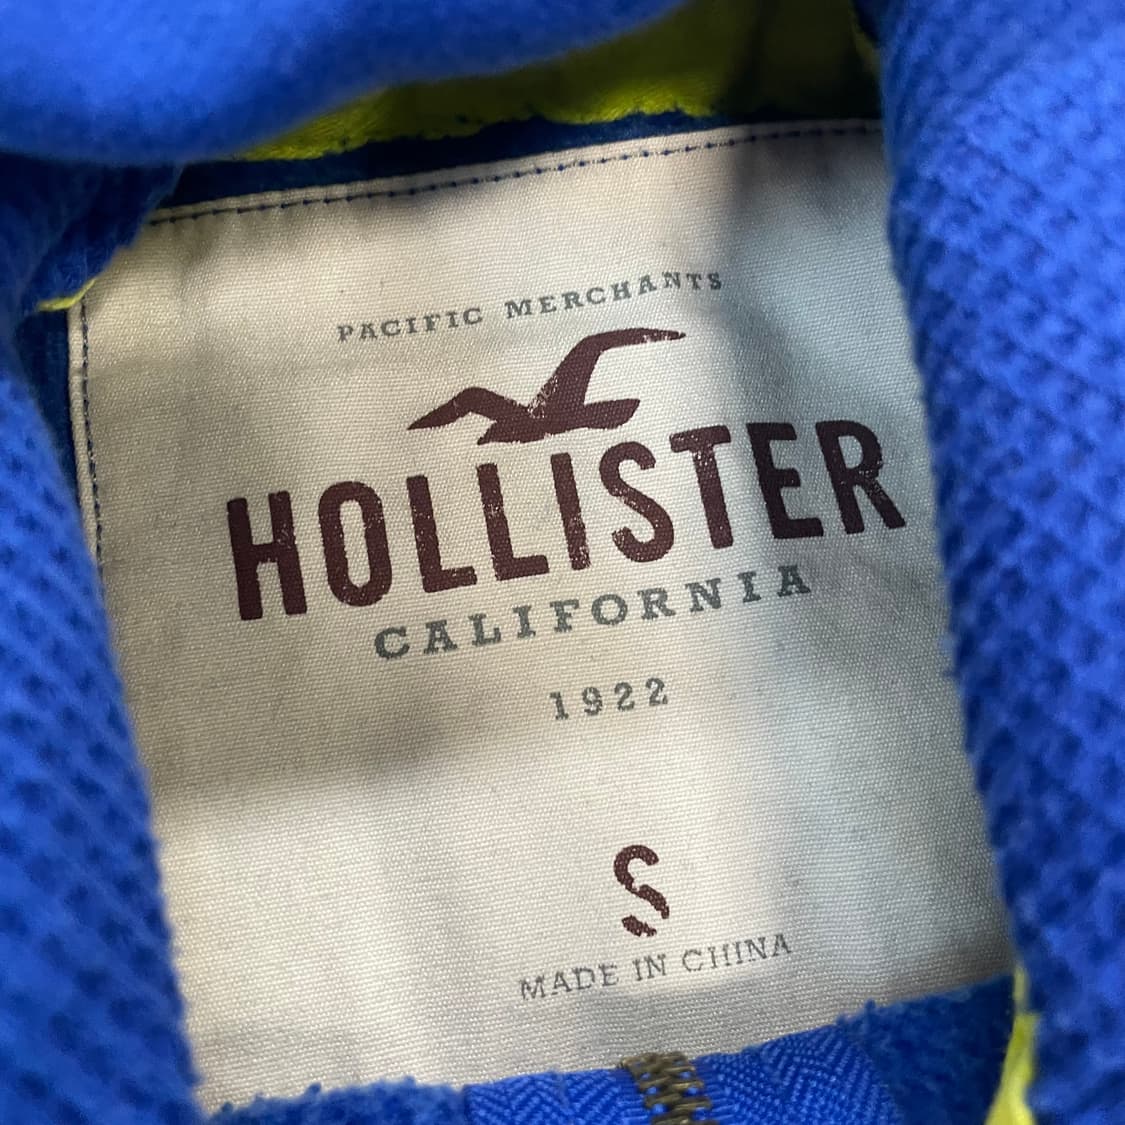 PACIFIC MERCHANTS
HOLLISTER
CALIFORNIA
1922
S
MADE IN CHINA